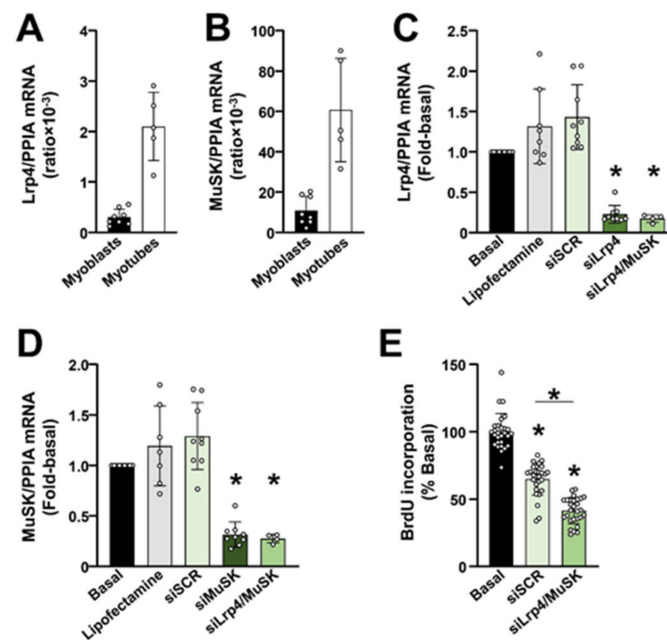 A
Lrp4/PPIA mRNA
(ratio×10-3)
4
3
2
1
0
Myoblasts
Myotubes
B
MuSK/PPIA mRNA
(ratio×10-3)
100
80
60
40
20
0
Myoblasts
Myotubes
C
Lrp4/PPIA mRNA
(Fold-basal)
2.5
2.0
1.5
1.0
0.5
0.0
* *
Basal
Lipofectamine
siSCR
siLrp4
siLrp4/MuSK
D
MuSK/PPIA mRNA
(Fold-basal)
2.0
1.5
1.0
0.5
0.0
* *
Basal
Lipofectamine
siSCR
siMuSK
siLrp4/MuSK
E
BrdU incorporation
(% Basal)
150
100
50
0
*
*
*
Basal
siSCR
siLrp4/MuSK